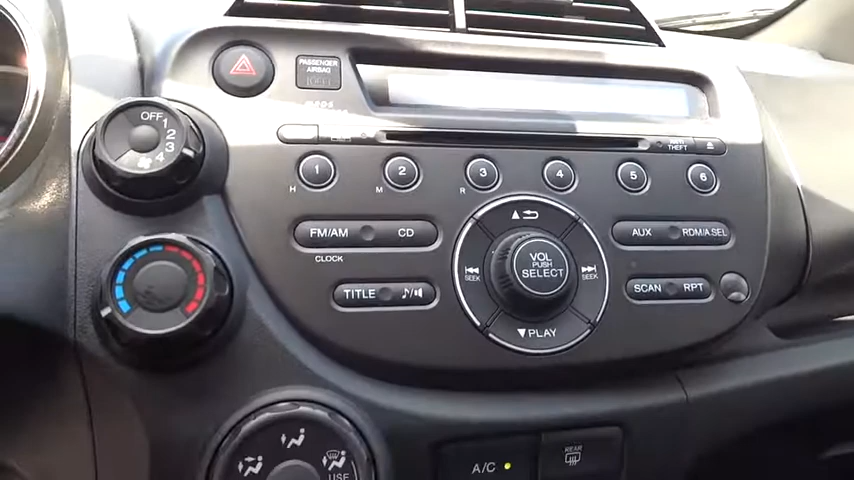 PASSENGER
AIRBAG
OFF
OFF
1
2
3
4
ANTI
THEFT
1
2
3
4
5
6
H
M
R
FM/AM
CD
CLOCK
AUX
RDM/A.SEL
VOL
PUSH
SELECT
SEEK
SEEK
TITLE
SCAN
RPT
PLAY
A/C
REAR
USE